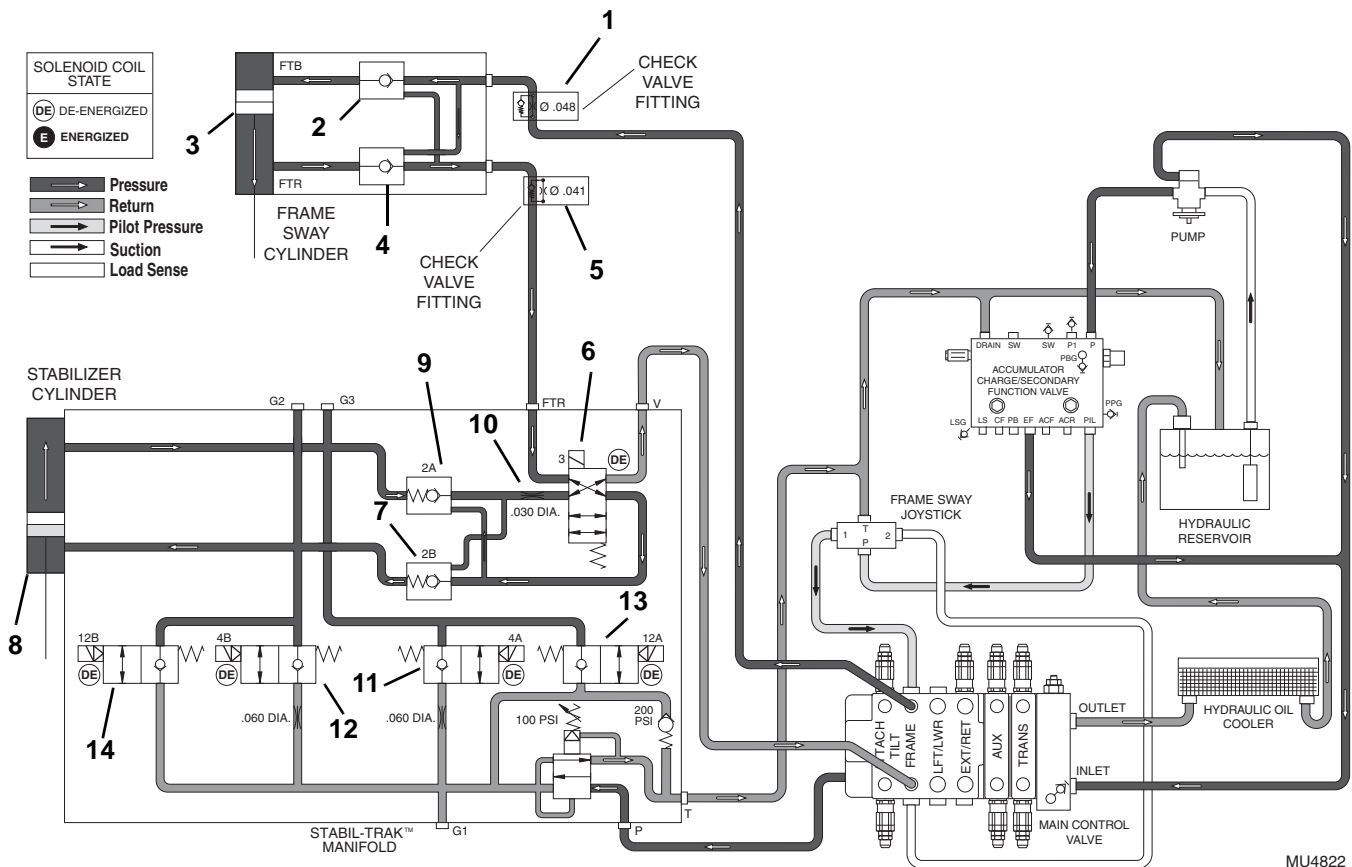 1
SOLENOID COIL
STATE
DE DE-ENERGIZED
E ENERGIZED
FTB
2
3
FTR
4
FRAME
SWAY
CYLINDER
Ø .048
CHECK
VALVE
FITTING
Ø .041
5
CHECK
VALVE
FITTING
Pressure
Return
Pilot Pressure
Suction
Load Sense
PUMP
DRAIN SW SW P1 P
PBG
ACCUMULATOR
CHARGE/SECONDARY
FUNCTION VALVE
LSG
PPG
LS CF PB EF ACF ACR PIL
HYDRAULIC
RESERVOIR
FRAME SWAY
JOYSTICK
1 T 2
P
STABILIZER
CYLINDER
8
G2 G3
FTR
V
6
3
DE
9
2A
10
.030 DIA.
7
2B
12B
DE
14
4B
DE
12
.060 DIA.
11
4A
DE
.060 DIA.
13
12A
DE
100 PSI
200
PSI
T
P
G1
STABIL-TRAK™
MANIFOLD
TTACH
TILT
FRAME
LFT/LWR
EXT/RET
AUX
TRANS
OUTLET
INLET
MAIN CONTROL
VALVE
HYDRAULIC OIL
COOLER
MU4822